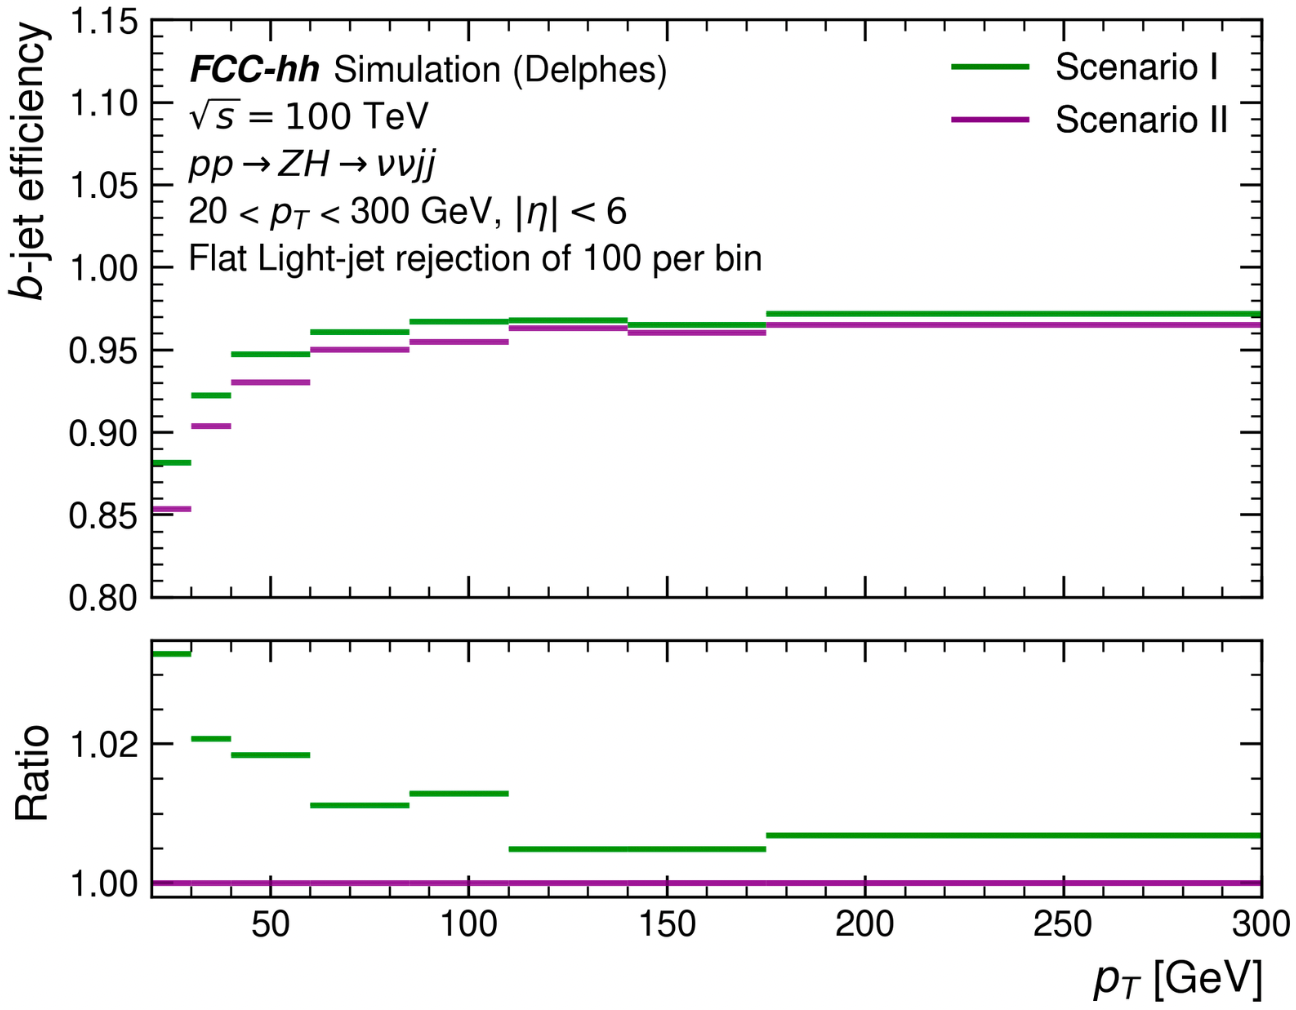 b-jet efficiency
1.15
1.10
1.05
1.00
0.95
0.90
0.85
0.80
FCC-hh Simulation (Delphes)
√s = 100 TeV
pp → ZH → ννjj
20 < p_T < 300 GeV, |η| < 6
Flat Light-jet rejection of 100 per bin
Scenario I
Scenario II
Ratio
1.02
1.00
50 100 150 200 250 300
p_T [GeV]